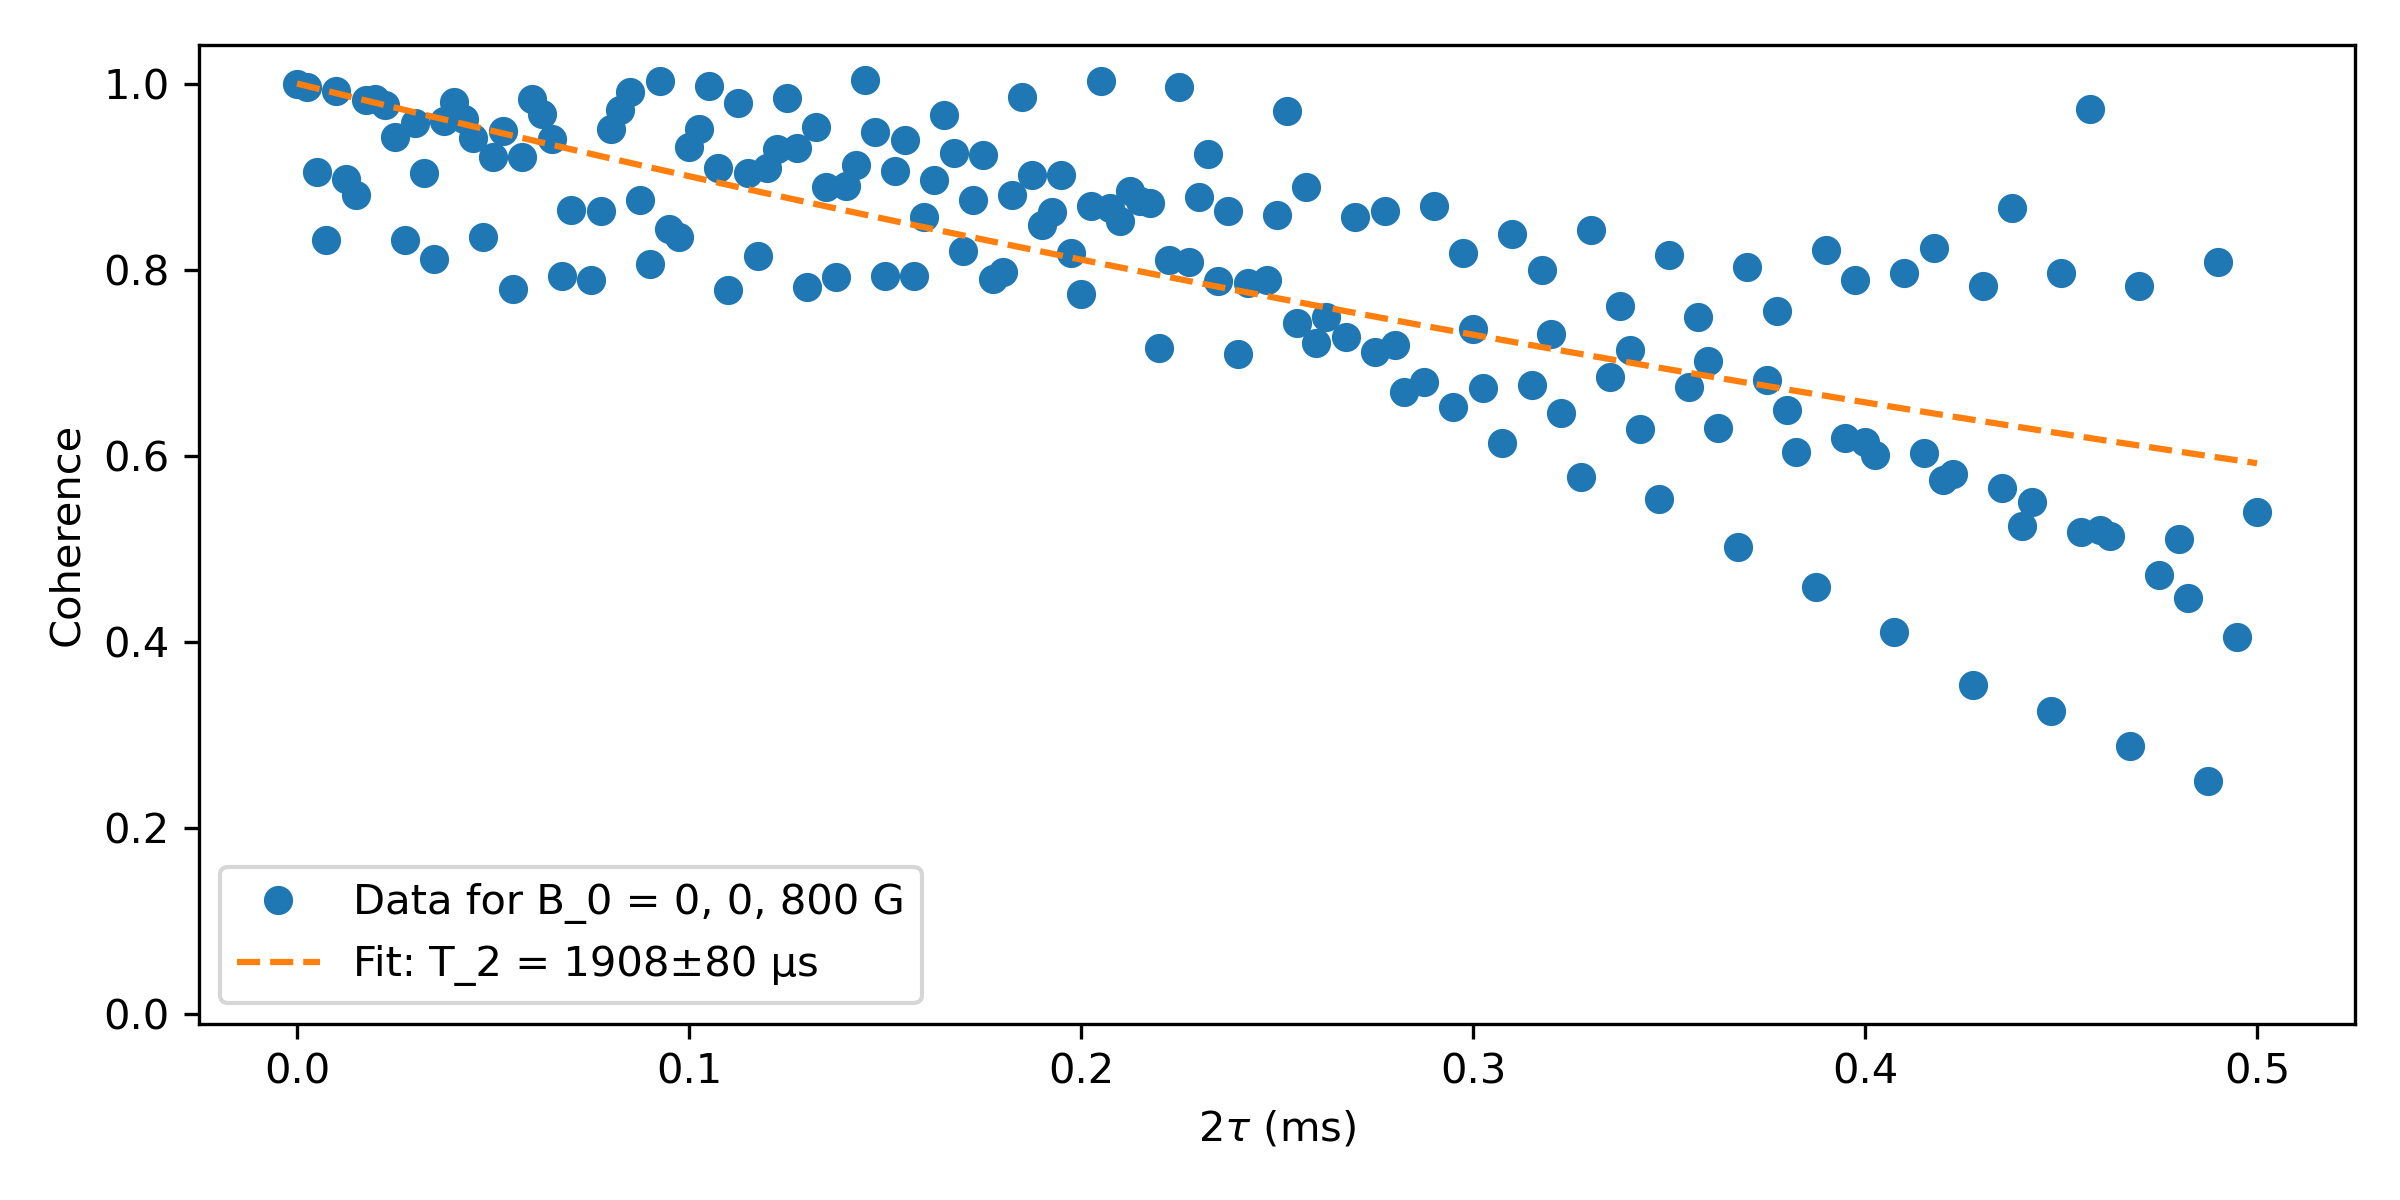 1.0
0.8
0.6
0.4
0.2
0.0
Coherence
Data for B_0 = 0, 0, 800 G
Fit: T_2 = 1908±80 µs
0.0 0.1 0.2 0.3 0.4 0.5
2τ (ms)